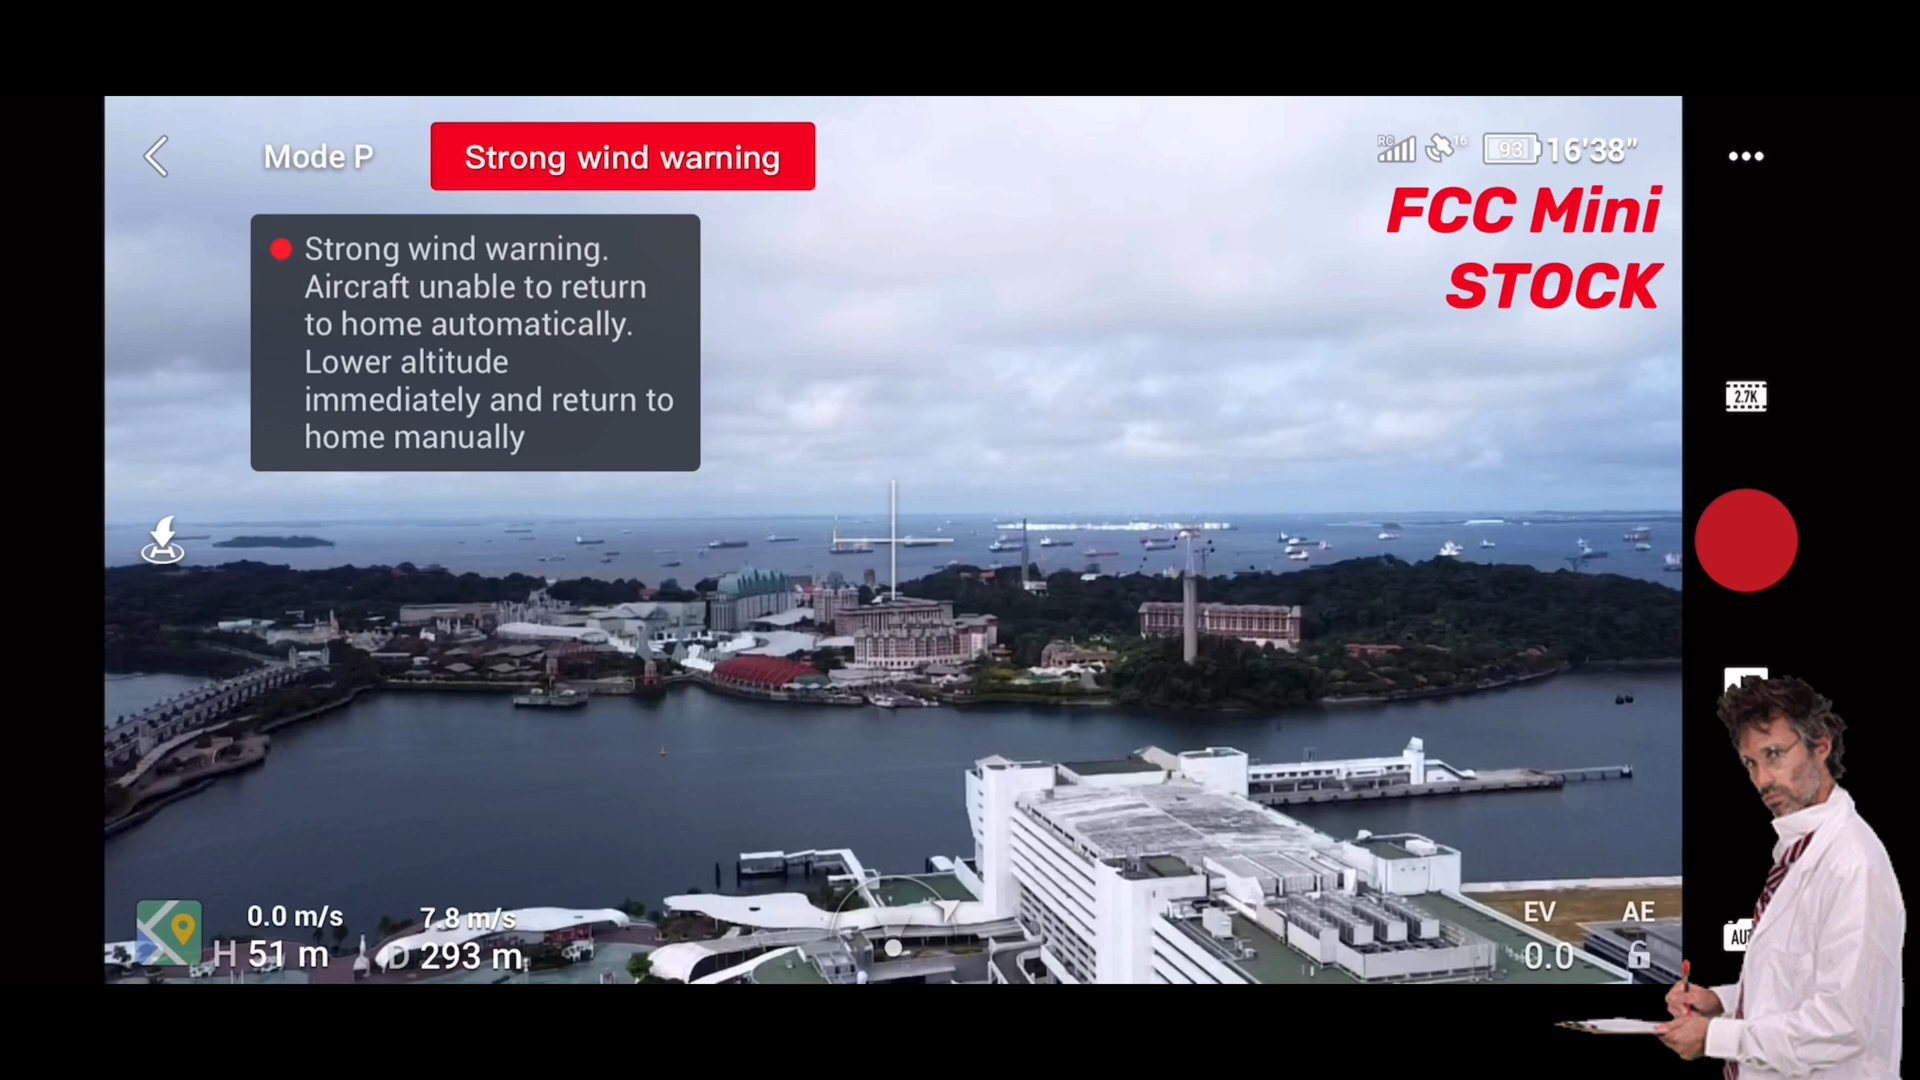 Mode P
Strong wind warning
RC
16
93
16'38"
FCC Mini
STOCK
Strong wind warning.
Aircraft unable to return
to home automatically.
Lower altitude
immediately and return to
home manually
2.7K
0.0 m/s
7.8 m/s
H 51 m
D 293 m
EV
AE
0.0